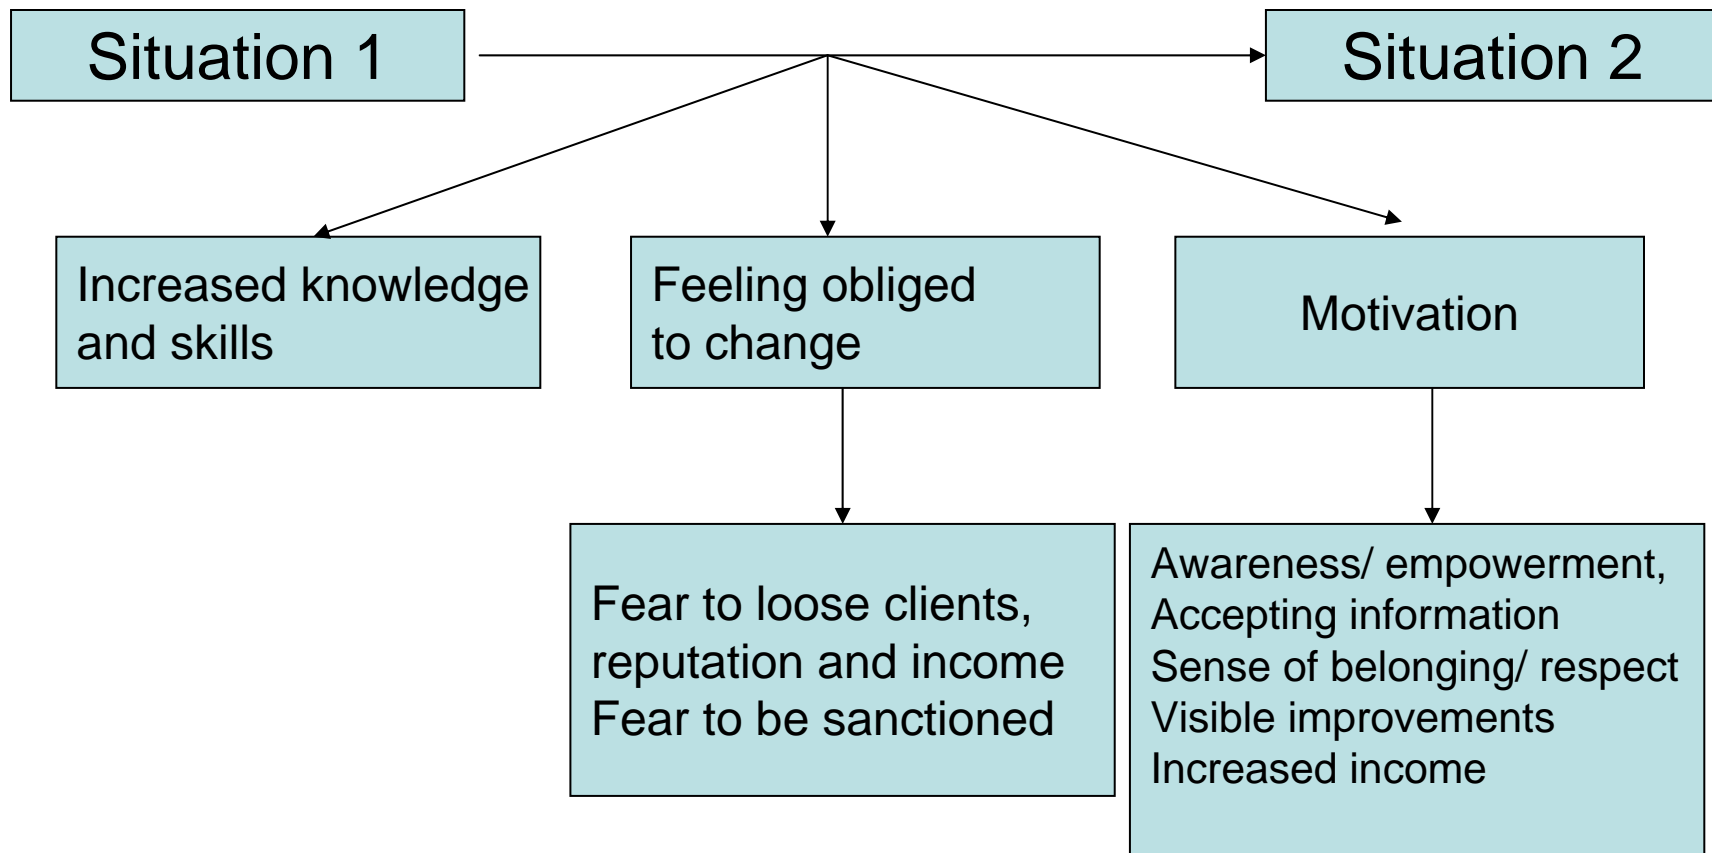 Situation 1
Situation 2
Increased knowledge
and skills
Feeling obliged
to change
Motivation
Fear to loose clients,
reputation and income
Fear to be sanctioned
Awareness/ empowerment,
Accepting information
Sense of belonging/ respect
Visible improvements
Increased income